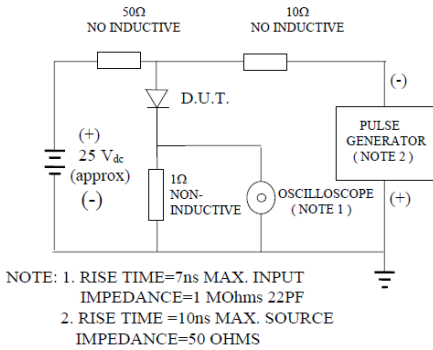 50Ω
NO INDUCTIVE
10Ω
NO INDUCTIVE
(-)
D.U.T.
PULSE
GENERATOR
( NOTE 2 )
(+)
25 Vdc
(approx)
(-)
1Ω
NON-
INDUCTIVE
OSCILLOSCOPE
( NOTE 1 )
(+)
NOTE: 1. RISE TIME=7ns MAX. INPUT
IMPEDANCE=1 MOhms 22PF
2. RISE TIME =10ns MAX. SOURCE
IMPEDANCE=50 OHMS